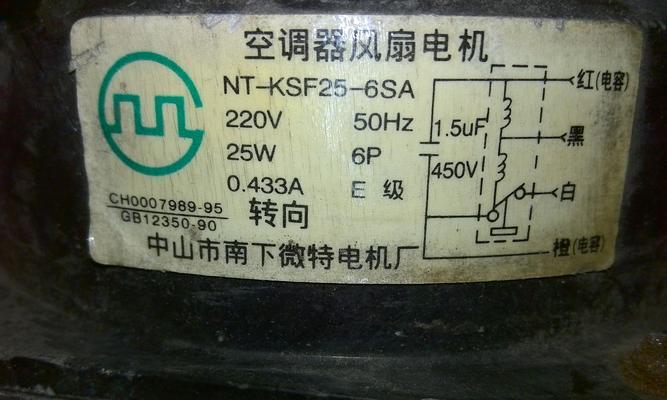 空调器风扇电机
NT-KSF25-6SA
220V 50Hz
25W 6P
0.433A E 级
CH0007989-95
GB12350-90
转向
中山市南下微特电机厂
1.5uF
450V
红(电容)
黑
白
橙(电容)